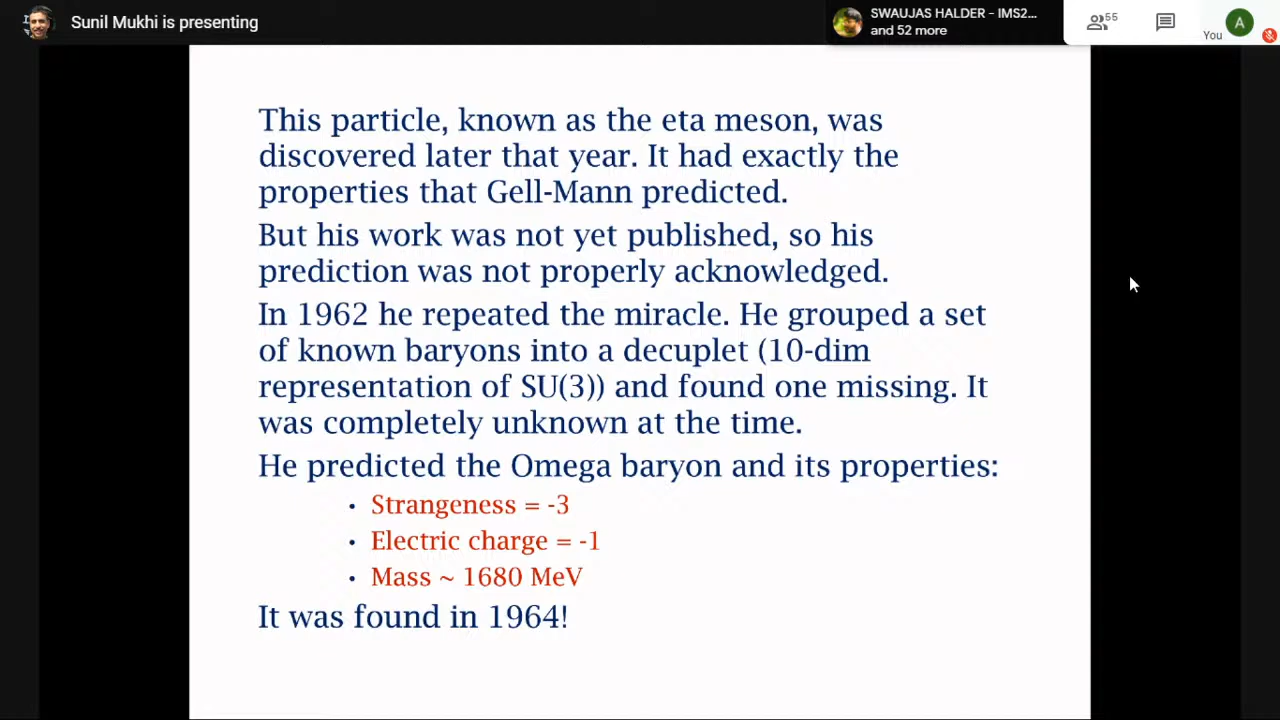 Sunil Mukhi is presenting
SWAUJAS HALDER - IMS2...
and 52 more
55
You
A
This particle, known as the eta meson, was
discovered later that year. It had exactly the
properties that Gell-Mann predicted.
But his work was not yet published, so his
prediction was not properly acknowledged.
In 1962 he repeated the miracle. He grouped a set
of known baryons into a decuplet (10-dim
representation of SU(3)) and found one missing. It
was completely unknown at the time.
He predicted the Omega baryon and its properties:
• Strangeness = -3
• Electric charge = -1
• Mass ~ 1680 MeV
It was found in 1964!